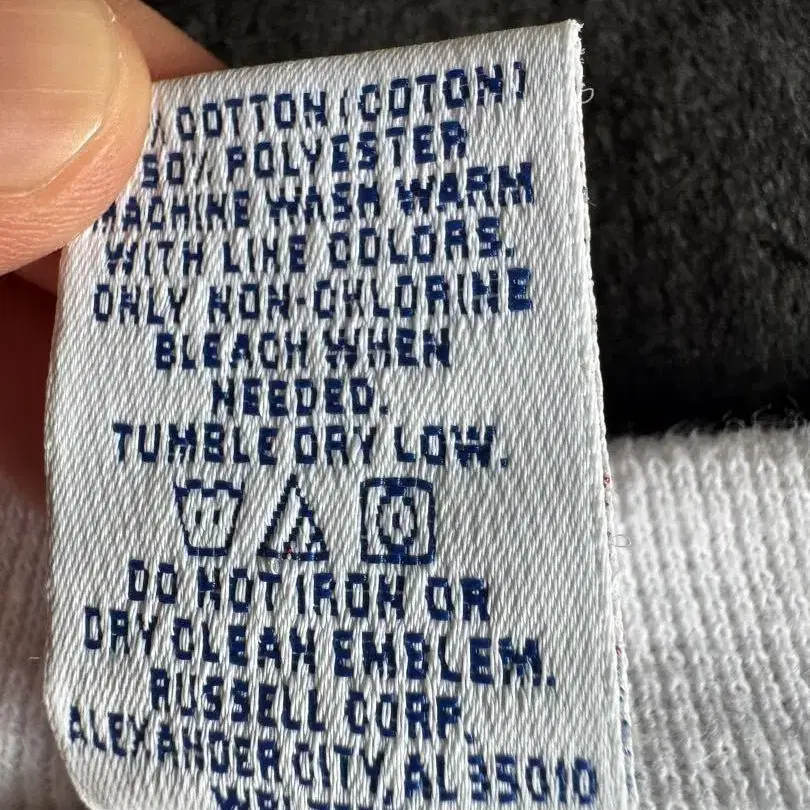 % COTTON (COTON)
50% POLYESTER
MACHINE WASH WARM
WITH LIKE COLORS.
ONLY NON-CHLORINE
BLEACH WHEN
NEEDED.
TUMBLE DRY LOW.
DO NOT IRON OR
DRY CLEAN EMBLEM.
RUSSELL CORP.
ALEXANDER CITY, AL 35010